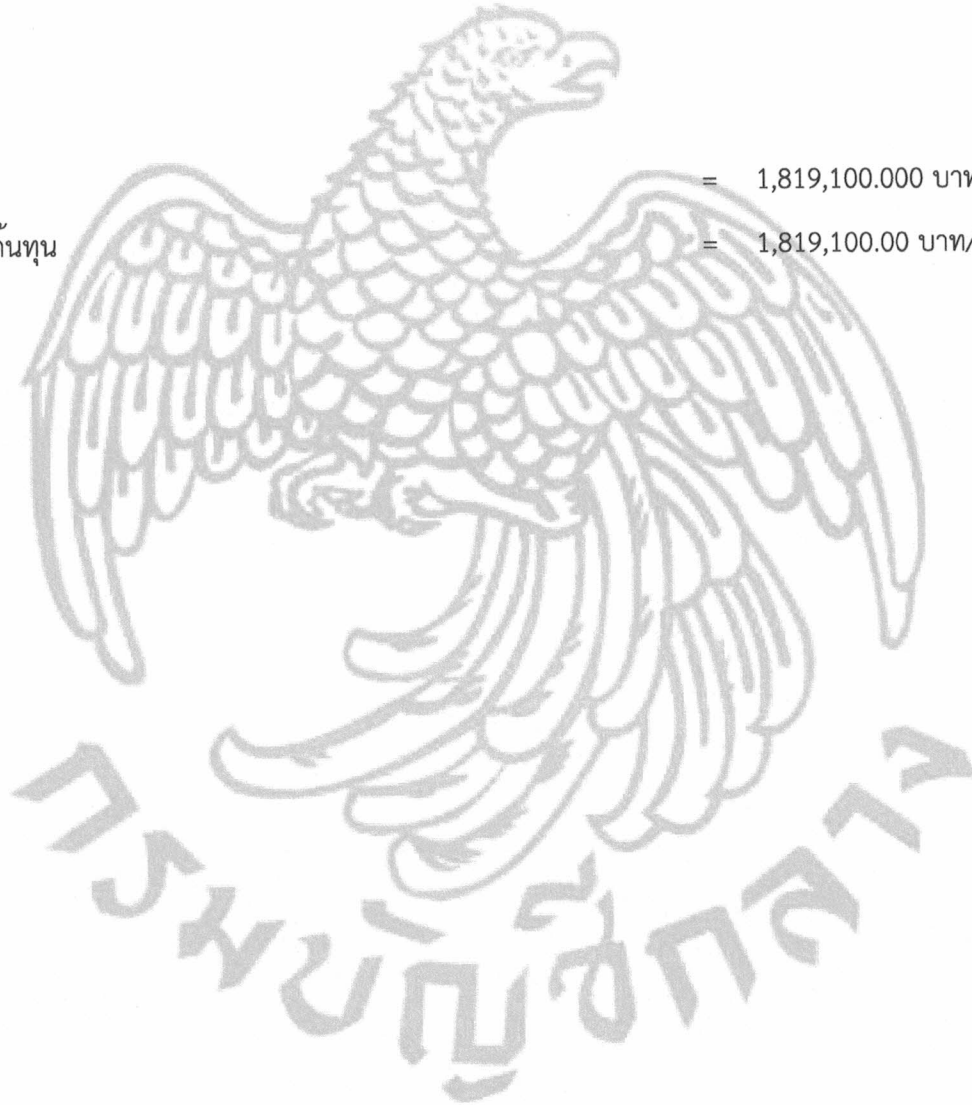 = 1,819,100.000 บาท
ต้นทุน = 1,819,100.00 บาท/
กรมบัญชีกลาง